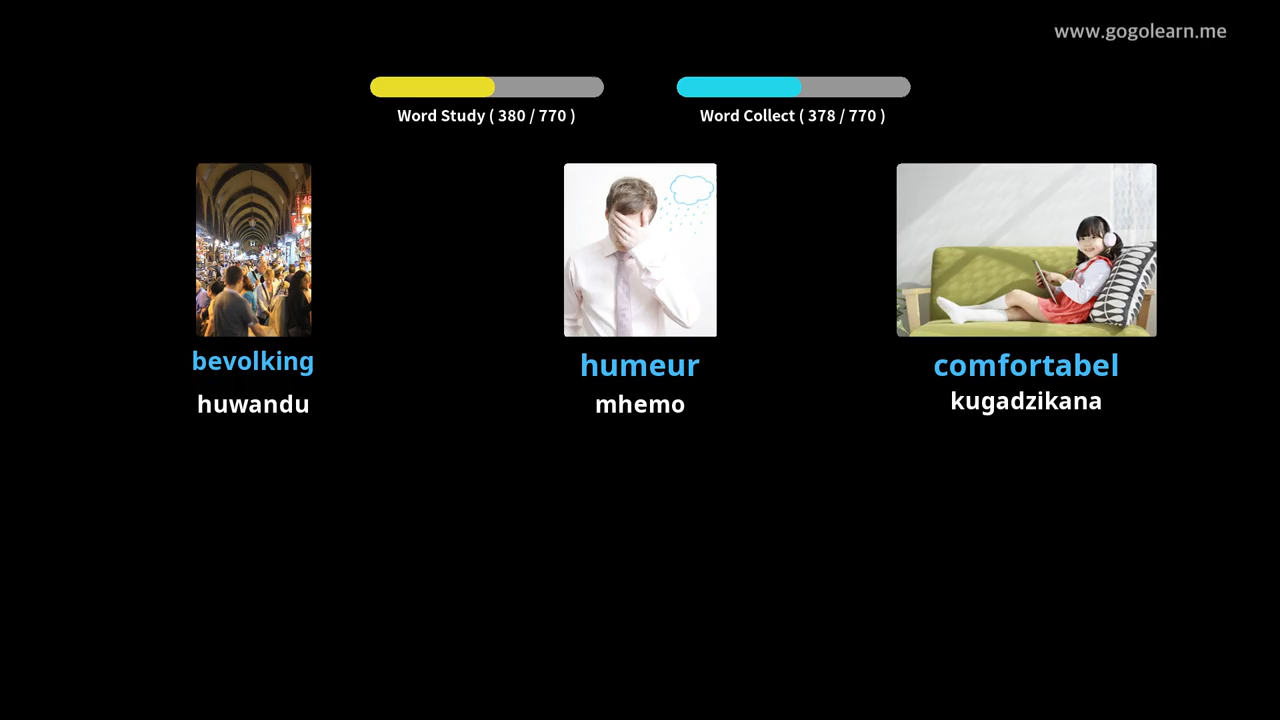 www.gogolearn.me
Word Study ( 380 / 770 )
Word Collect ( 378 / 770 )
bevolking
humeur
comfortabel
huwandu
mhemo
kugadzikana